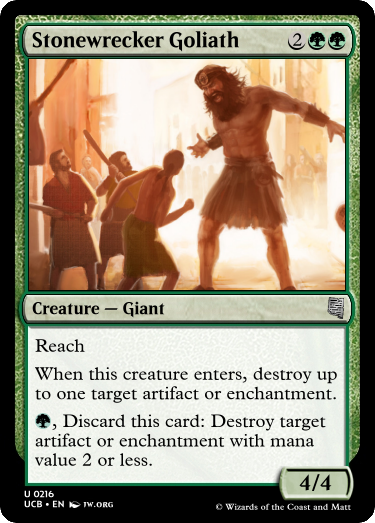 Stonewrecker Goliath 2
Creature — Giant
Reach
When this creature enters, destroy up
to one target artifact or enchantment.
, Discard this card: Destroy target
artifact or enchantment with mana
value 2 or less.
4/4
U 0216
UCB • EN JW.ORG
© Wizards of the Coast and Matt